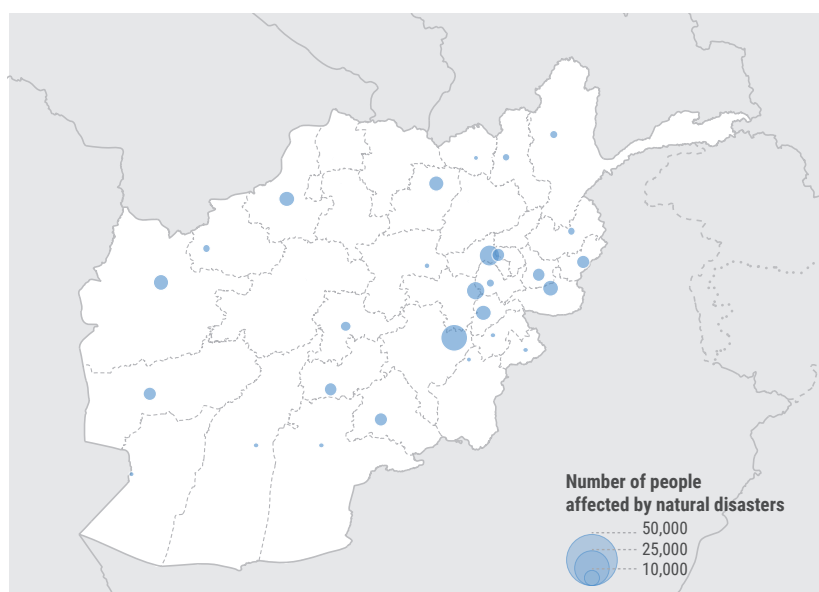 Number of people
affected by natural disasters
50,000
25,000
10,000